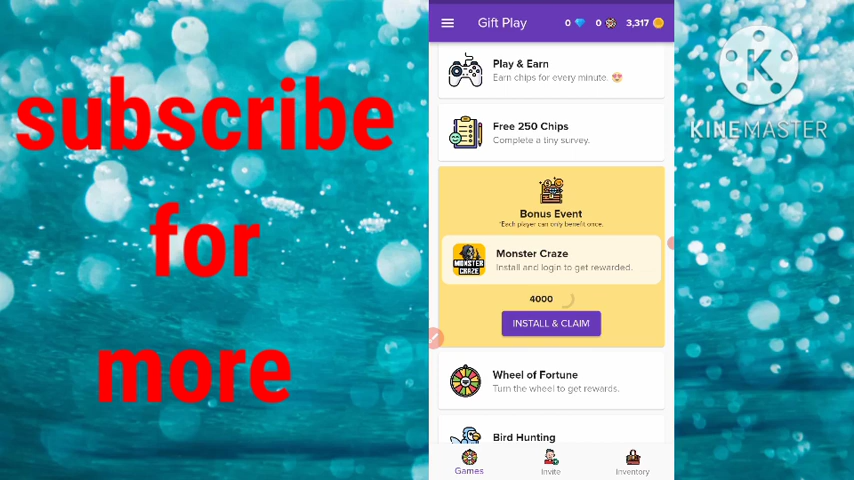 subscribe
for
more
Gift Play
0 0 3,317
Play & Earn
Earn chips for every minute. 😍
Free 250 Chips
Complete a tiny survey.
Bonus Event
*Each player can only benefit once.
MONSTER
CRAZE
Monster Craze
Install and login to get rewarded.
4000
INSTALL & CLAIM
Wheel of Fortune
Turn the wheel to get rewards.
Bird Hunting
Games Invite Inventory
K
KINEMASTER